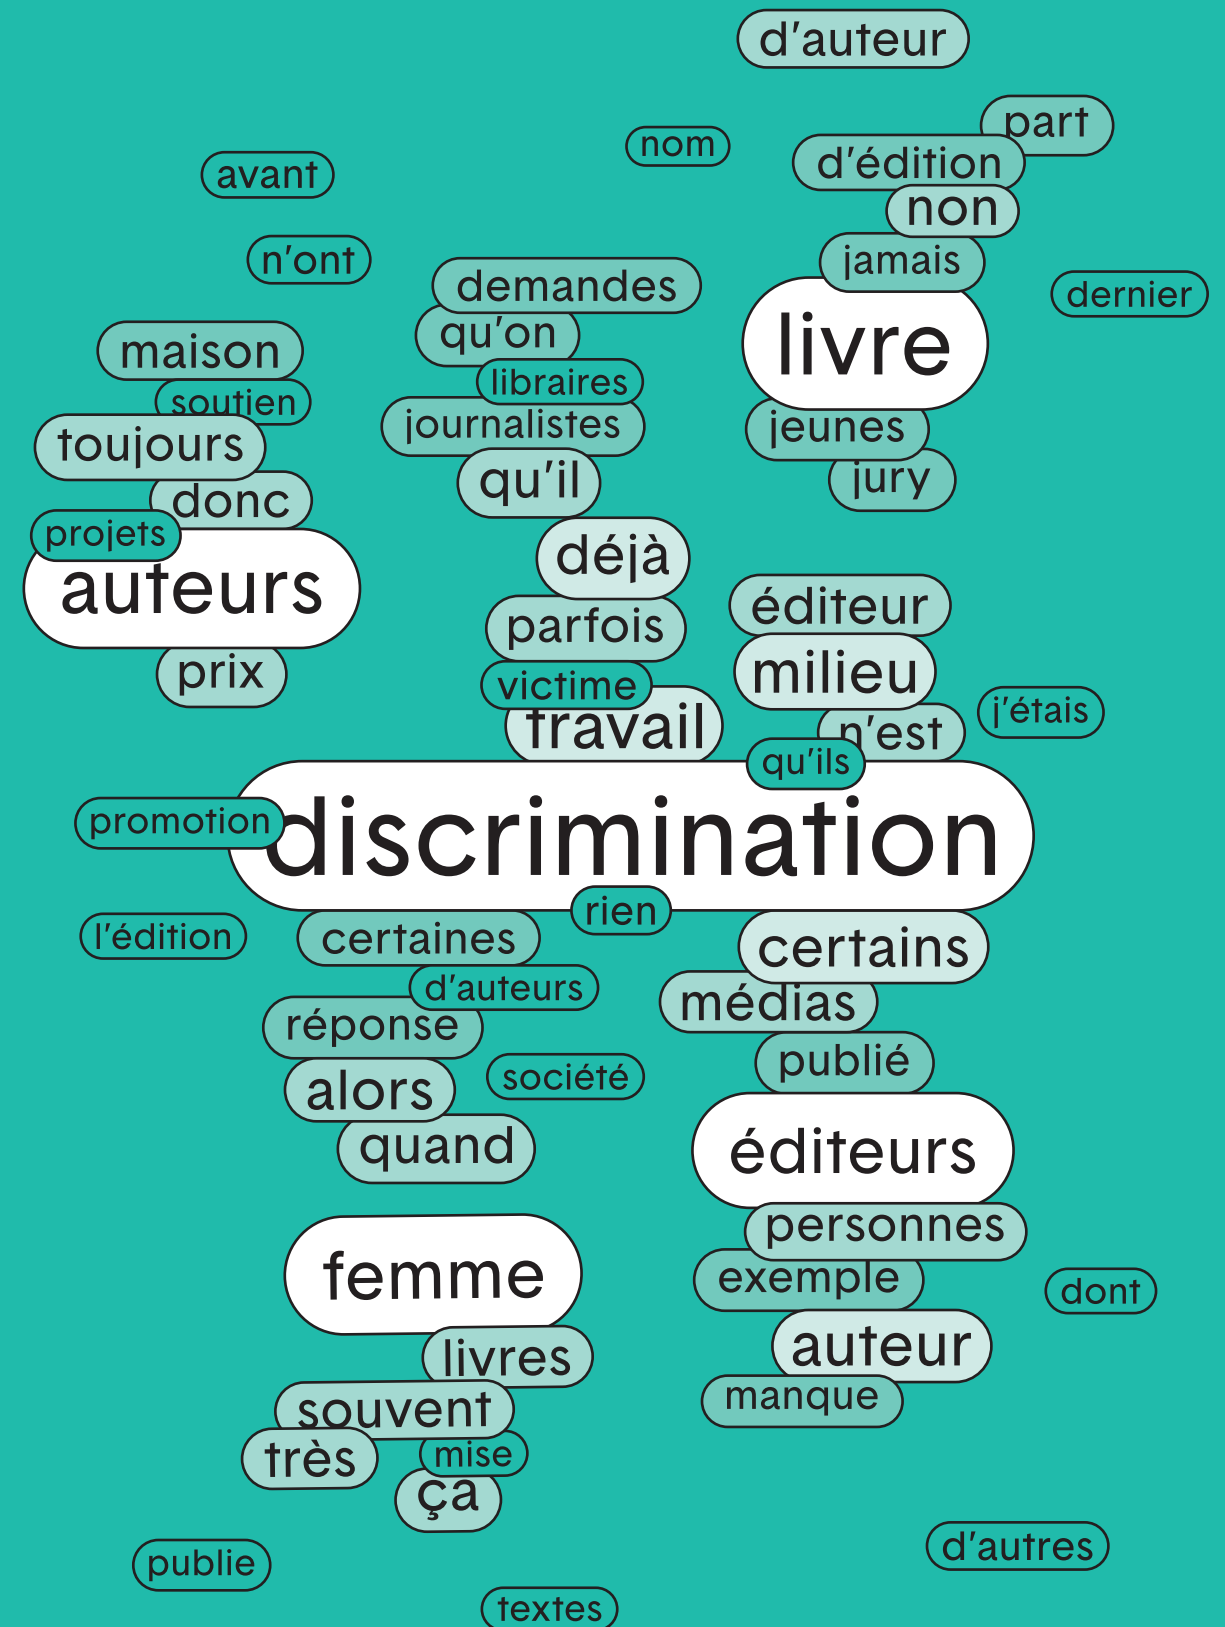 d'auteur
part
nom
d'édition
avant
non
n'ont
jamais
demandes
dernier
qu'on
livre
maison
libraires
soutien
journalistes
jeunes
toujours
qu'il
jury
donc
projets
déjà
auteurs
éditeur
parfois
milieu
prix
victime
j'étais
travail
n'est
qu'ils
promotion
discrimination
rien
l'édition
certaines
certains
d'auteurs
médias
réponse
publié
société
alors
quand
éditeurs
personnes
femme
exemple
dont
livres
auteur
manque
souvent
très
mise
ça
d'autres
publie
textes